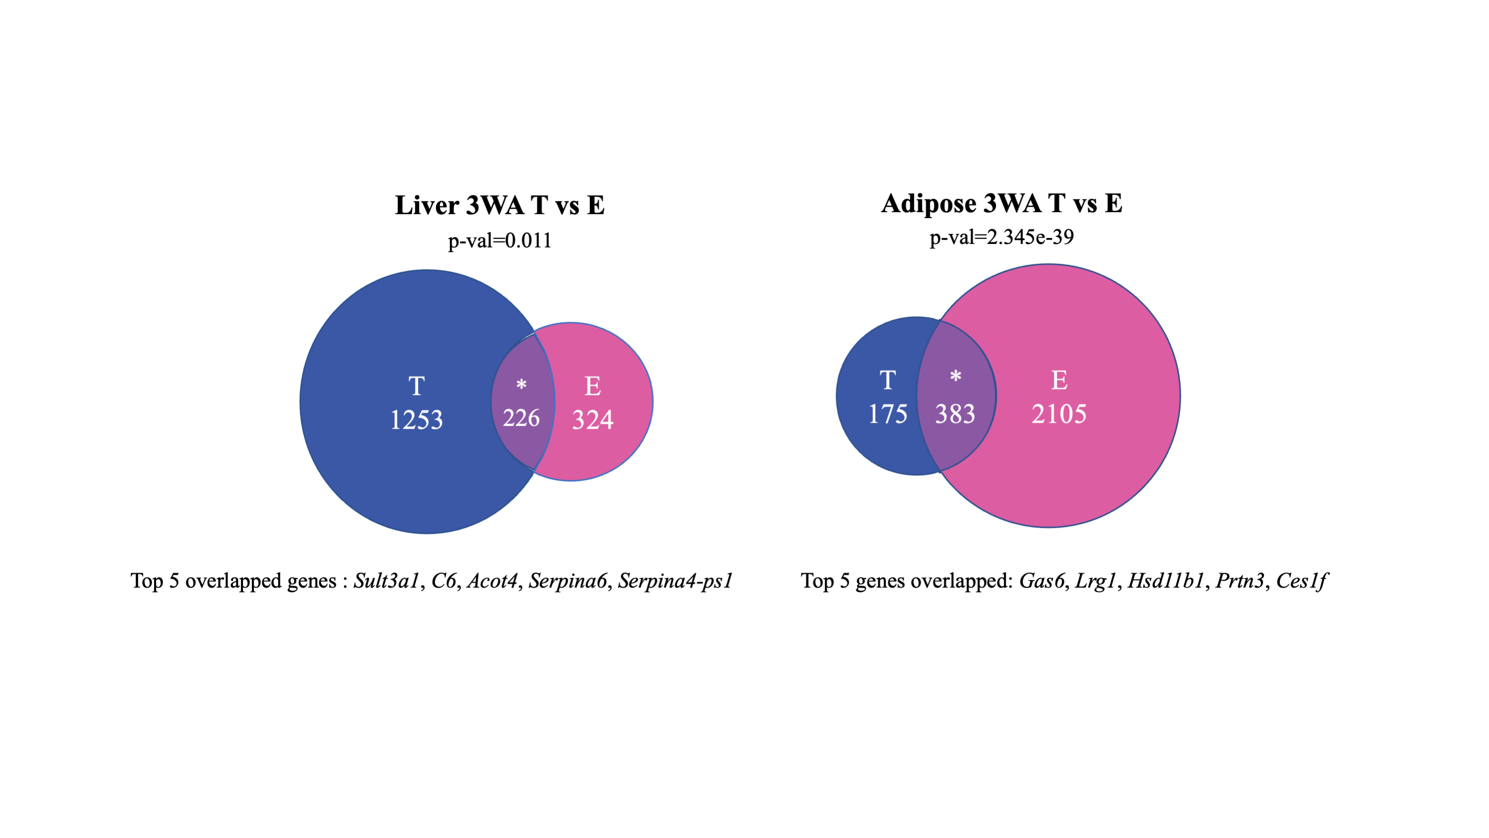 Liver 3WA T vs E
p-val=0.011
T
1253
*
226
E
324
Top 5 overlapped genes : Sult3a1, C6, Acot4, Serpina6, Serpina4-ps1
Adipose 3WA T vs E
p-val=2.345e-39
T
175
*
383
E
2105
Top 5 genes overlapped: Gas6, Lrg1, Hsd11b1, Prtn3, Ces1f